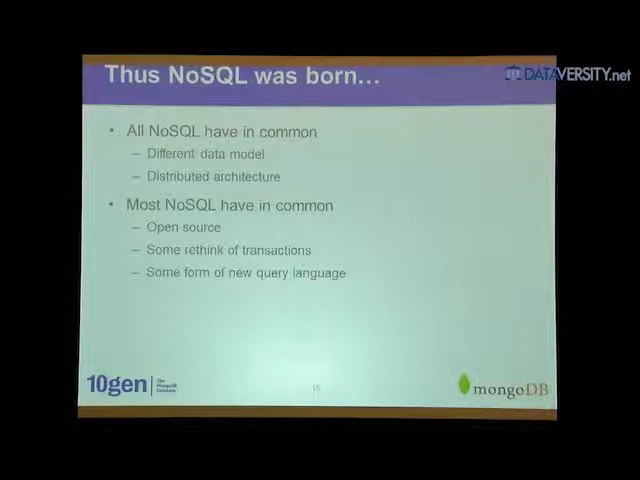 Thus NoSQL was born…
DATAVERSITY.net
• All NoSQL have in common
– Different data model
– Distributed architecture
• Most NoSQL have in common
– Open source
– Some rethink of transactions
– Some form of new query language
10gen
The
MongoDB
Company
mongoDB